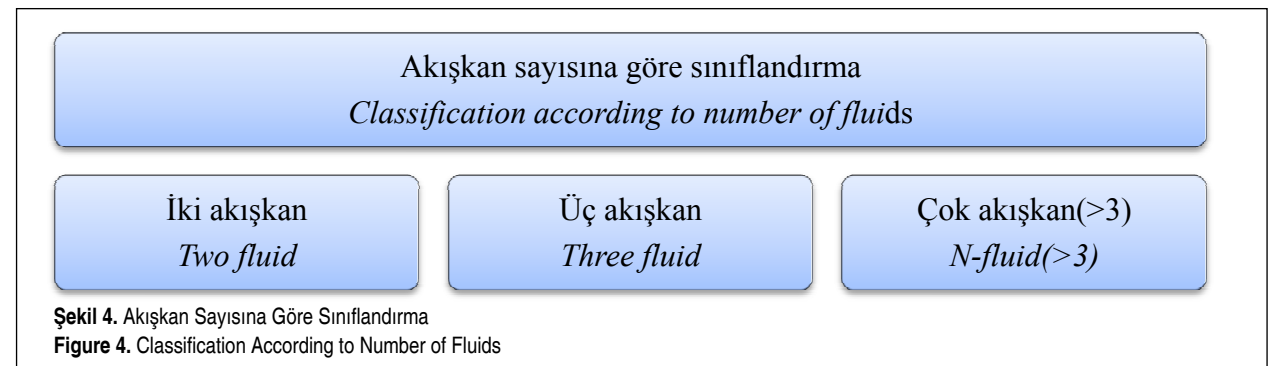 Akışkan sayısına göre sınıflandırma
Classification according to number of fluids
İki akışkan
Two fluid
Üç akışkan
Three fluid
Çok akışkan(>3)
N-fluid(>3)
Şekil 4. Akışkan Sayısına Göre Sınıflandırma
Figure 4. Classification According to Number of Fluids